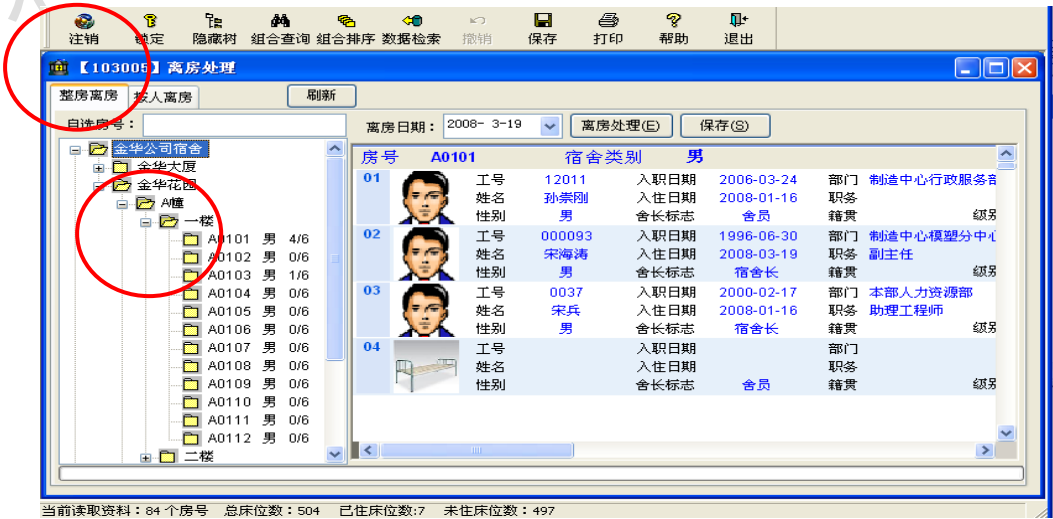 注销 锁定 隐藏树 组合查询 组合排序 数据检索 撤销 保存 打印 帮助 退出
【103005】离房处理
整房离房 按人离房 刷新
自选房号： 离房日期： 2008- 3-19 离房处理(E) 保存(S)
金华公司宿舍
金华大厦
金华花园
A幢
一楼
A0101 男 4/6
A0102 男 0/6
A0103 男 1/6
A0104 男 0/6
A0105 男 0/6
A0106 男 0/6
A0107 男 0/6
A0108 男 0/6
A0109 男 0/6
A0110 男 0/6
A0111 男 0/6
A0112 男 0/6
二楼
房号 A0101 宿舍类别 男
01 工号 12011 入职日期 2006-03-24 部门 制造中心行政服务部
姓名 孙崇刚 入住日期 2008-01-16 职务
性别 男 舍长标志 舍员 籍贯 级别
02 工号 000093 入职日期 1996-06-30 部门 制造中心模塑分中心
姓名 宋海涛 入住日期 2008-03-19 职务 副主任
性别 男 舍长标志 宿舍长 籍贯 级别
03 工号 0037 入职日期 2000-02-17 部门 本部人力资源部
姓名 宋兵 入住日期 2008-01-16 职务 助理工程师
性别 男 舍长标志 宿舍长 籍贯 级别
04 工号 入职日期 部门
姓名 入住日期 职务
性别 舍长标志 舍员 籍贯 级别
当前读取资料：84个房号 总床位数：504 已住床位数:7 未住床位数：497